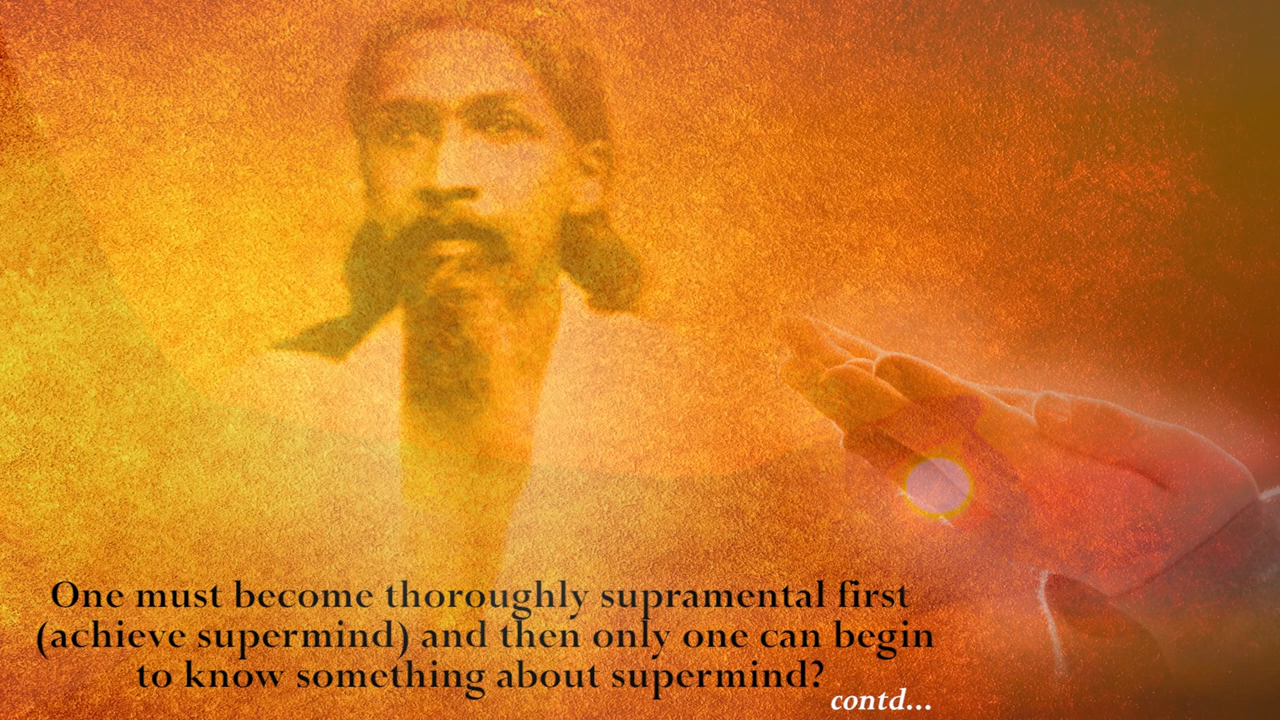 One must become thoroughly supramental first
(achieve supermind) and then only one can begin
to know something about supermind?
contd...